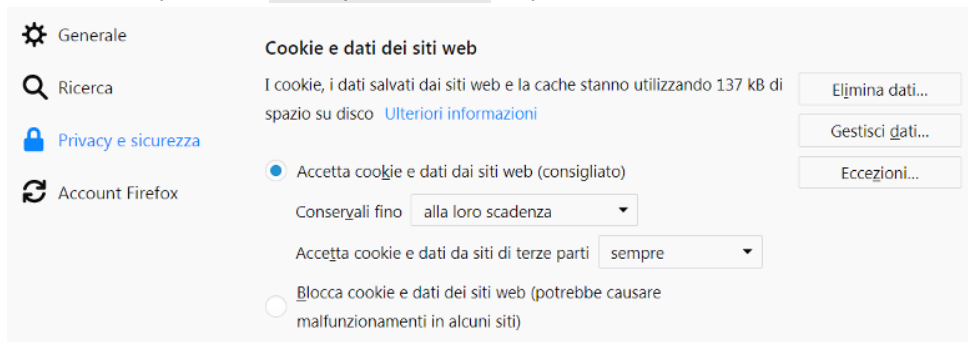 Generale
Ricerca
Privacy e sicurezza
Account Firefox
Cookie e dati dei siti web
I cookie, i dati salvati dai siti web e la cache stanno utilizzando 137 kB di
spazio su disco Ulteriori informazioni
Elimina dati...
Gestisci dati...
Eccezioni...
Accetta cookie e dati dai siti web (consigliato)
Conservali fino alla loro scadenza
Accetta cookie e dati da siti di terze parti sempre
Blocca cookie e dati dei siti web (potrebbe causare
malfunzionamenti in alcuni siti)